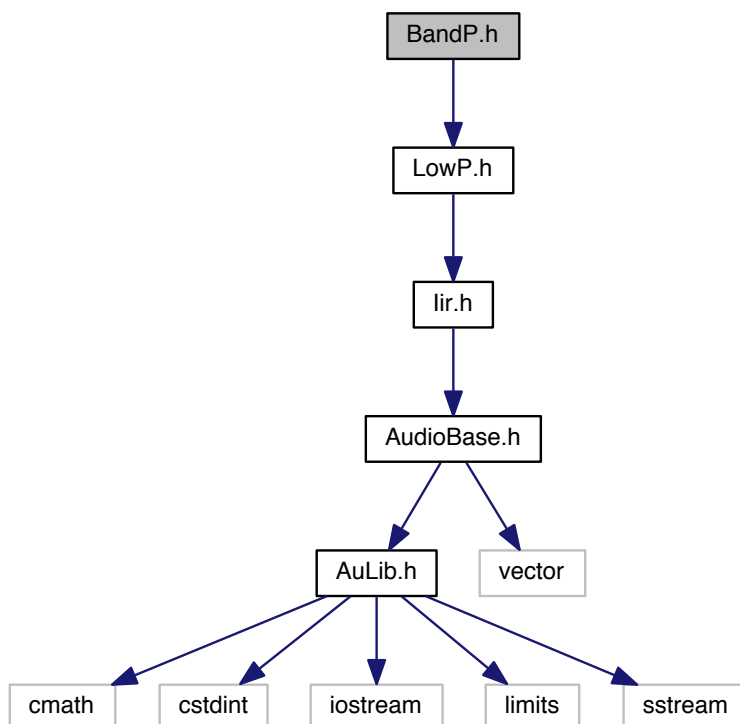 BandP.h
LowP.h
Iir.h
AudioBase.h
AuLib.h
vector
cmath
cstdint
iostream
limits
sstream